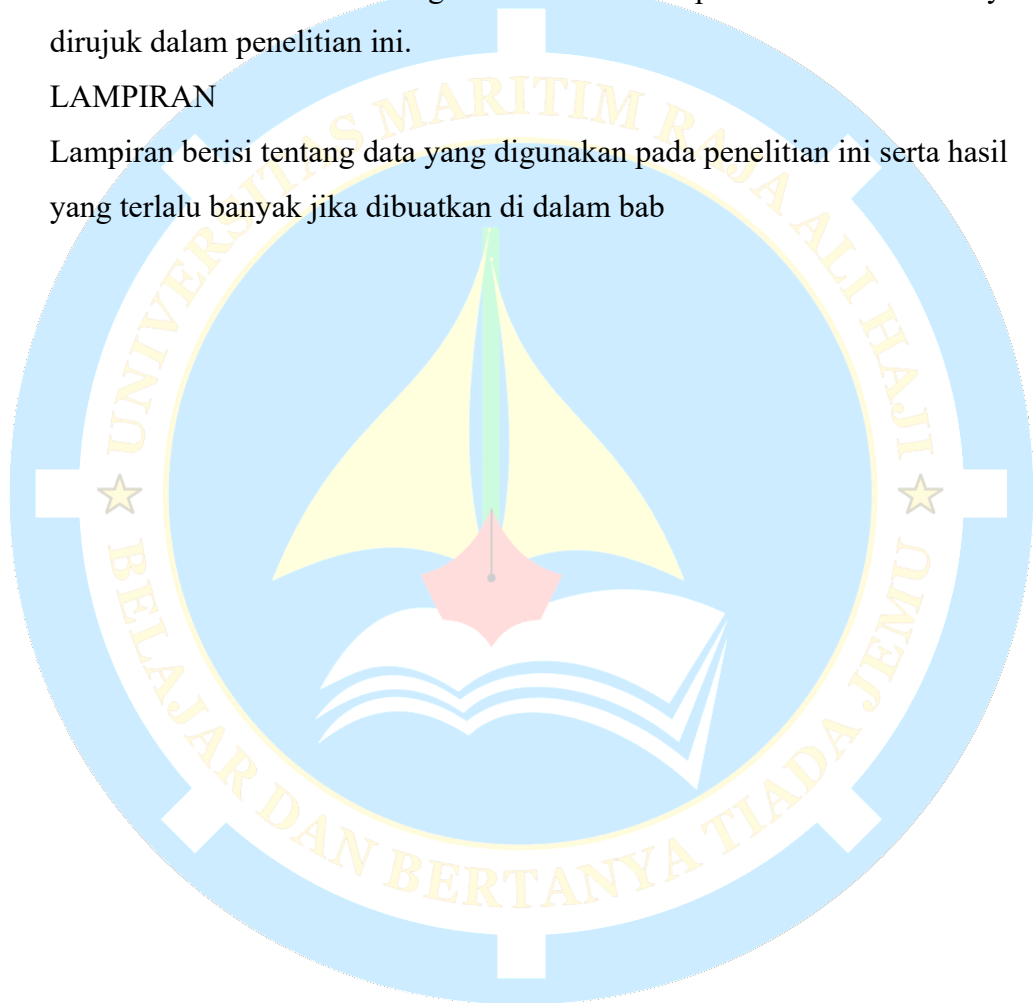 dirujuk dalam penelitian ini.
LAMPIRAN
Lampiran berisi tentang data yang digunakan pada penelitian ini serta hasil
yang terlalu banyak jika dibuatkan di dalam bab
UNIVERSITAS MARITIM RAJA ALI HAJI
BELAJAR DAN BERTANYA TIADA JEMU